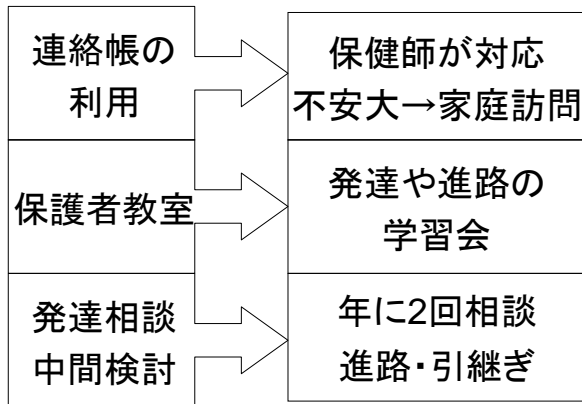 連絡帳の
利用
保健師が対応
不安大→家庭訪問
保護者教室
発達や進路の
学習会
発達相談
中間検討
年に2回相談
進路・引継ぎ